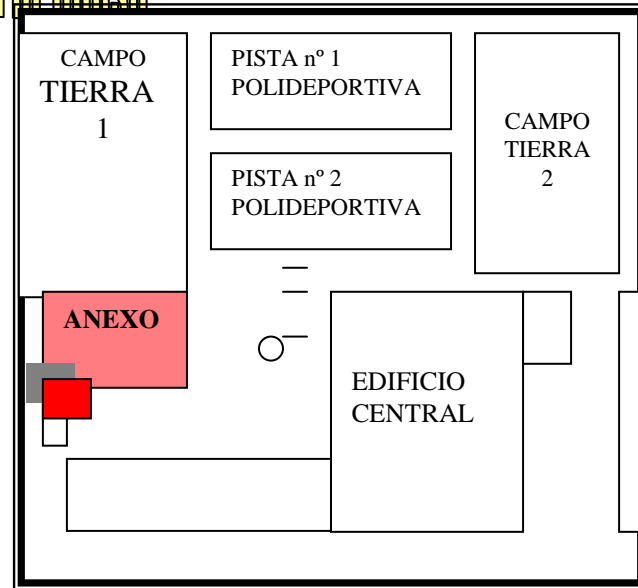 CAMPO
TIERRA
1
PISTA nº 1
POLIDEPORTIVA
CAMPO
TIERRA
2
PISTA nº 2
POLIDEPORTIVA
ANEXO
EDIFICIO
CENTRAL